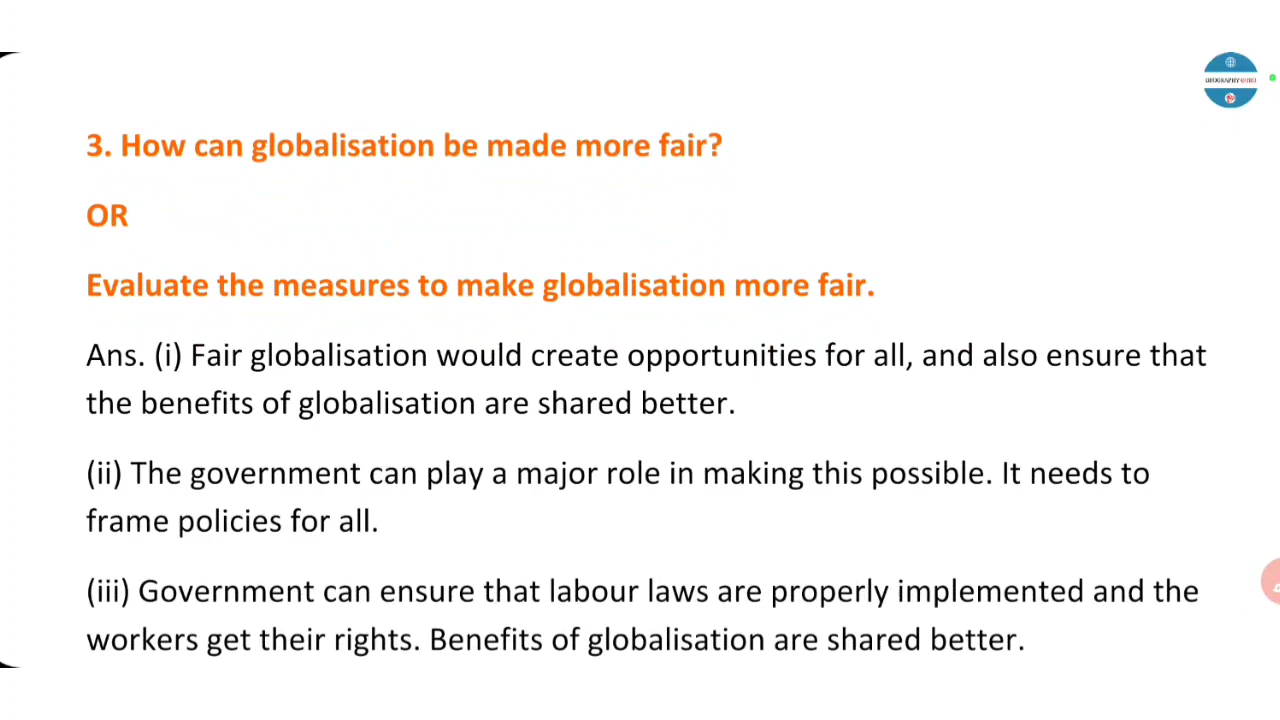 3. How can globalisation be made more fair?
OR
Evaluate the measures to make globalisation more fair.
Ans. (i) Fair globalisation would create opportunities for all, and also ensure that
the benefits of globalisation are shared better.
(ii) The government can play a major role in making this possible. It needs to
frame policies for all.
(iii) Government can ensure that labour laws are properly implemented and the
workers get their rights. Benefits of globalisation are shared better.